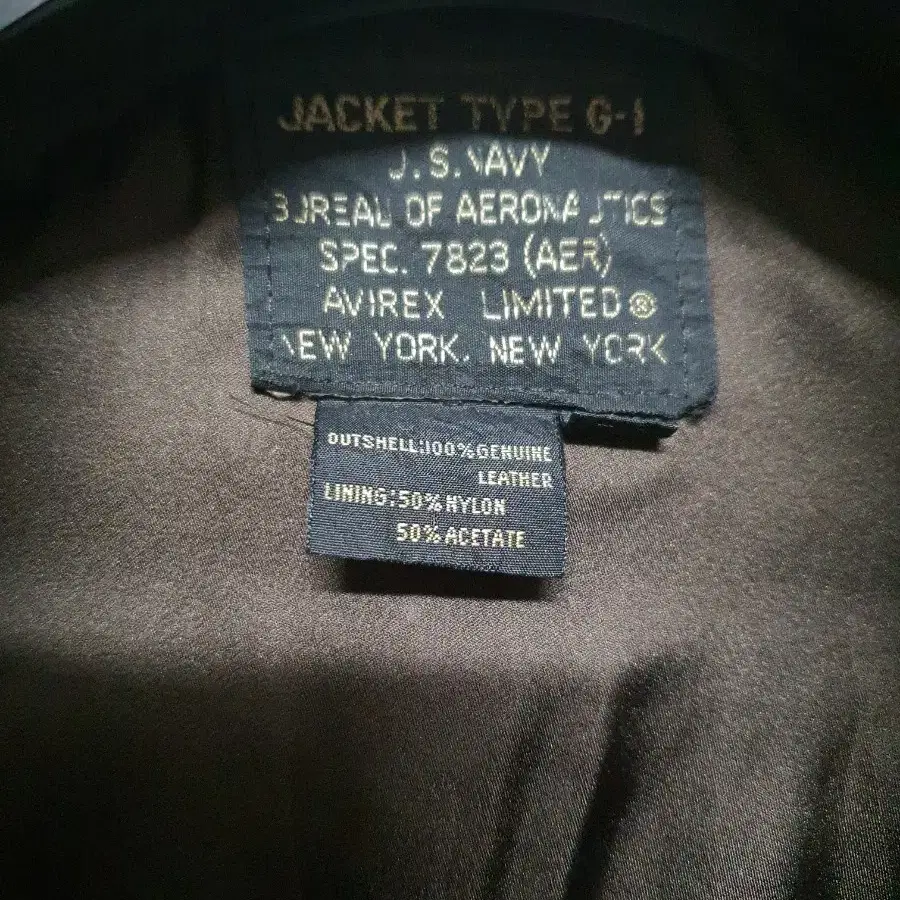 JACKET TYPE G-1
U.S. NAVY
BUREAU OF AERONAUTICS
SPEC. 7823 (AER)
AVIREX LIMITED®
NEW YORK, NEW YORK
OUTSHELL:100%GENUINE
LEATHER
LINING:50%NYLON
50%ACETATE